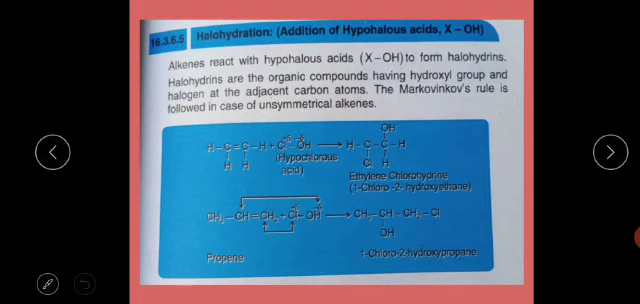 16.3.6.5 Halohydration: (Addition of Hypohalous acids, X – OH)
Alkenes react with hypohalous acids (X–OH) to form halohydrins.
Halohydrins are the organic compounds having hydroxyl group and
halogen at the adjacent carbon atoms. The Markovinkov's rule is
followed in case of unsymmetrical alkenes.
OH
H–C=C–H + Cl–OH ⟶ H–C–C–H
+δ –δ
H H
(Hypochlorous
acid)
Cl H
Ethylene Chlorohydrine
(1-Chloro -2- hydroxyethane)
+δ –δ
CH₃–CH=CH₂ + Cl–OH ⟶ CH₃–CH–CH₂–Cl
OH
Propene
1-Chloro-2-hydroxypropane